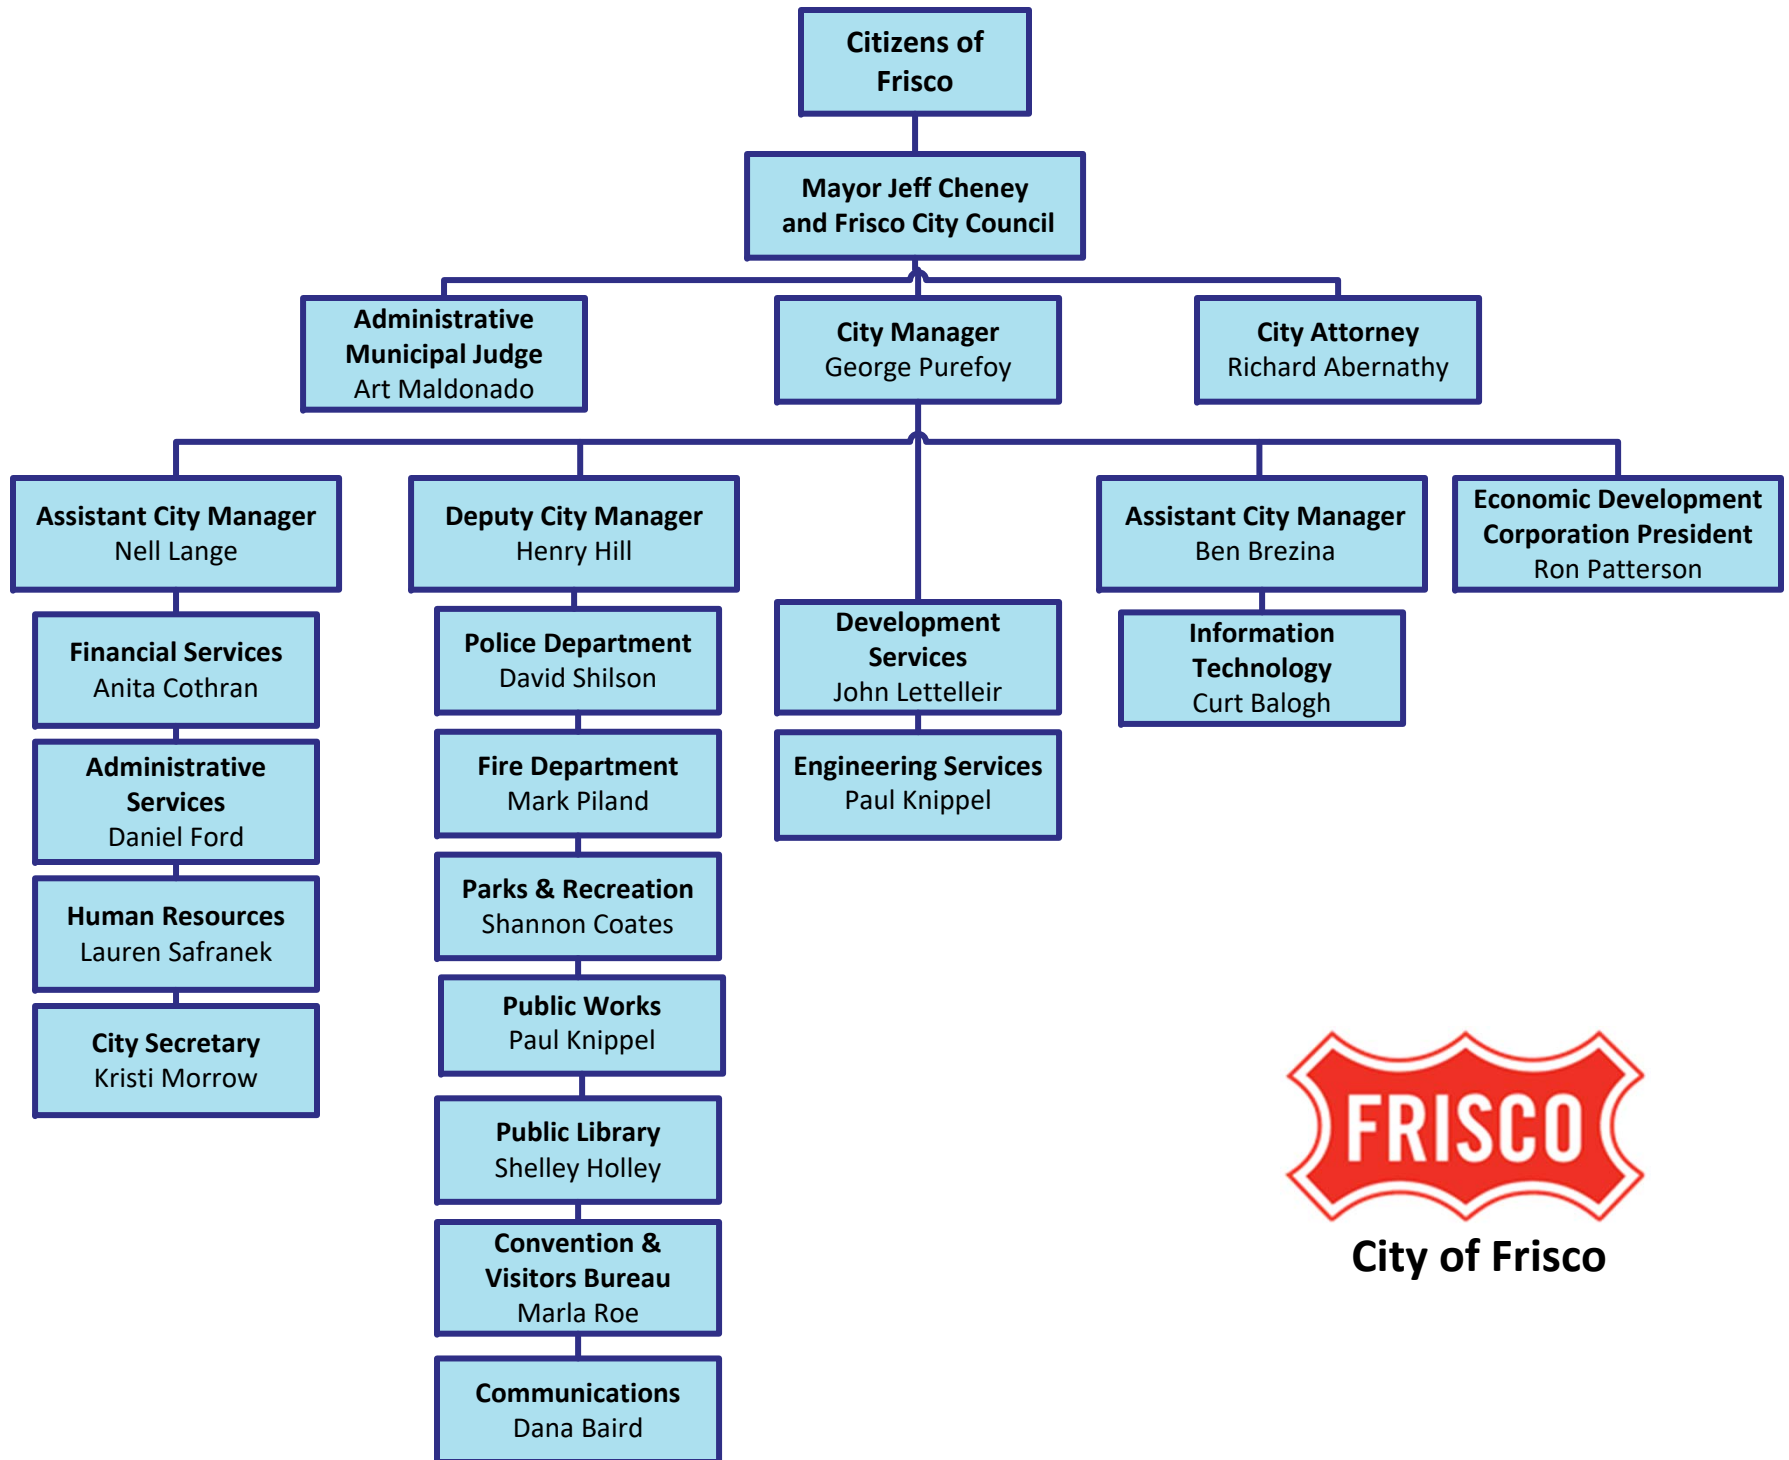 Citizens of
Frisco
Mayor Jeff Cheney
and Frisco City Council
Administrative
Municipal Judge
Art Maldonado
City Manager
George Purefoy
City Attorney
Richard Abernathy
Assistant City Manager
Nell Lange
Deputy City Manager
Henry Hill
Assistant City Manager
Ben Brezina
Economic Development
Corporation President
Ron Patterson
Financial Services
Anita Cothran
Administrative
Services
Daniel Ford
Human Resources
Lauren Safranek
City Secretary
Kristi Morrow
Police Department
David Shilson
Fire Department
Mark Piland
Parks & Recreation
Shannon Coates
Public Works
Paul Knippel
Public Library
Shelley Holley
Convention &
Visitors Bureau
Marla Roe
Communications
Dana Baird
Development
Services
John Lettelleir
Engineering Services
Paul Knippel
Information
Technology
Curt Balogh
FRISCO
City of Frisco